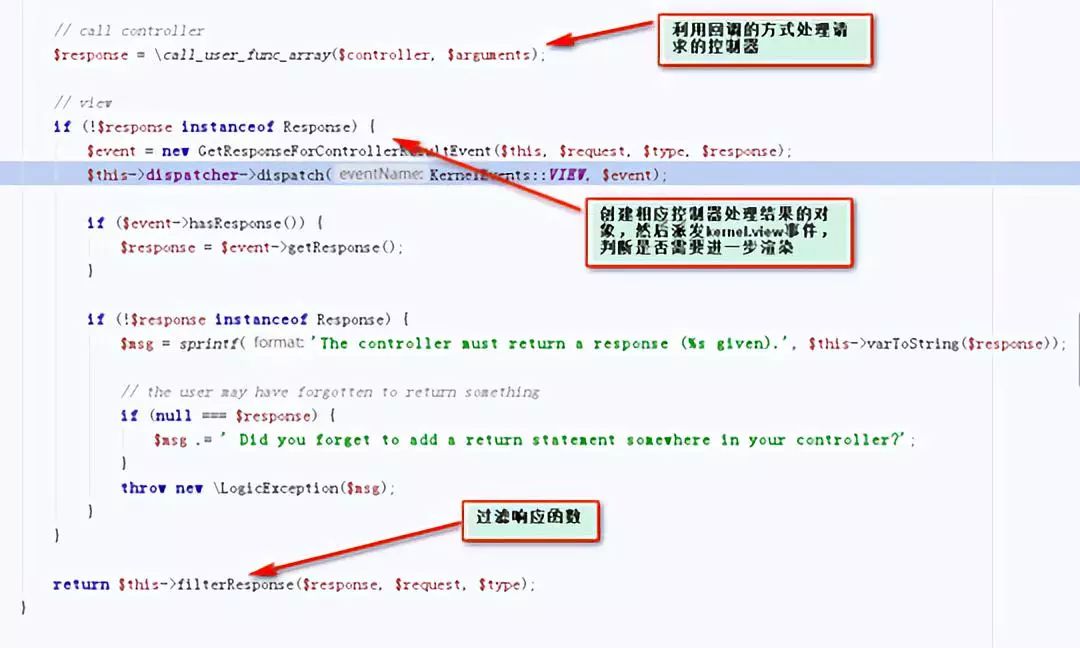 // call controller
$response = \call_user_func_array($controller, $arguments);
利用回调的方式处理请
求的控制器
// view
if (!$response instanceof Response) {
$event = new GetResponseForControllerResultEvent($this, $request, $type, $response);
$this->dispatcher->dispatch( eventName: KernelEvents::VIEW, $event);
创建相应控制器处理结果的对
象，然后派发kernel.view事件，
判断是否需要进一步渲染
if ($event->hasResponse()) {
$response = $event->getResponse();
}
if (!$response instanceof Response) {
$msg = sprintf( format: 'The controller must return a response (%s given).', $this->varToString($response));
// the user may have forgotten to return something
if (null === $response) {
$msg .= ' Did you forget to add a return statement somewhere in your controller?';
}
throw new \LogicException($msg);
}
}
过滤响应函数
return $this->filterResponse($response, $request, $type);
}